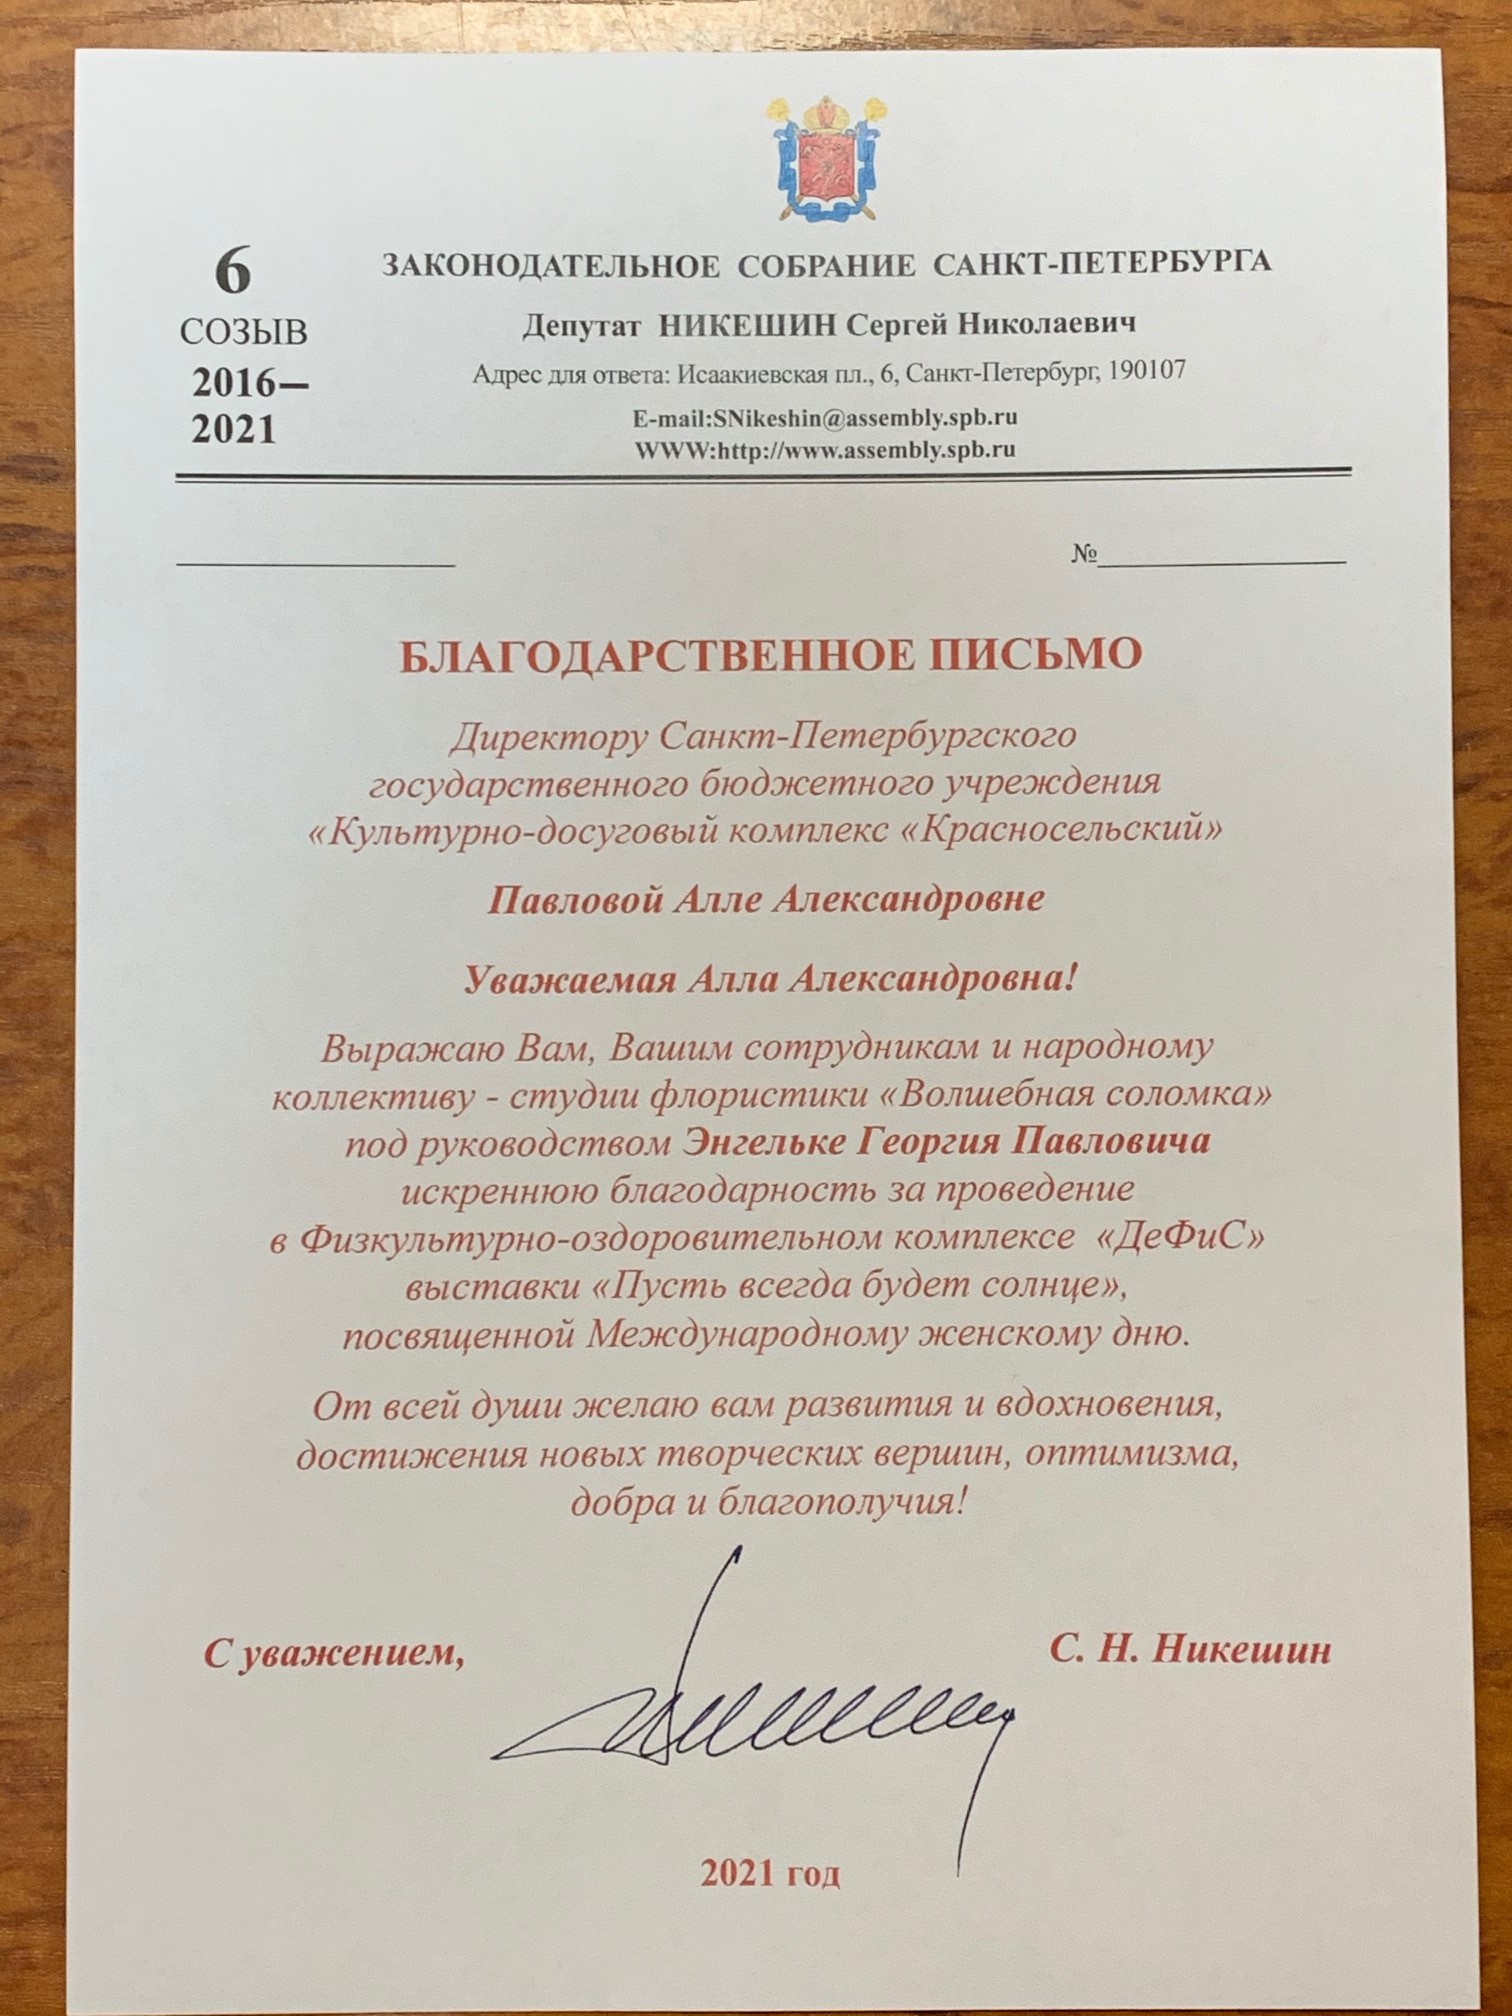 6
СОЗЫВ
2016—
2021
ЗАКОНОДАТЕЛЬНОЕ СОБРАНИЕ САНКТ-ПЕТЕРБУРГА
Депутат НИКЕШИН Сергей Николаевич
Адрес для ответа: Исаакиевская пл., 6, Санкт-Петербург, 190107
E-mail:SNikeshin@assembly.spb.ru
WWW:http://www.assembly.spb.ru
№
БЛАГОДАРСТВЕННОЕ ПИСЬМО
Директору Санкт-Петербургского
государственного бюджетного учреждения
«Культурно-досуговый комплекс «Красносельский»
Павловой Алле Александровне
Уважаемая Алла Александровна!
Выражаю Вам, Вашим сотрудникам и народному
коллективу - студии флористики «Волшебная соломка»
под руководством Энгельке Георгия Павловича
искреннюю благодарность за проведение
в Физкультурно-оздоровительном комплексе «ДеФиС»
выставки «Пусть всегда будет солнце»,
посвященной Международному женскому дню.
От всей души желаю вам развития и вдохновения,
достижения новых творческих вершин, оптимизма,
добра и благополучия!
С уважением,
С. Н. Никешин
2021 год